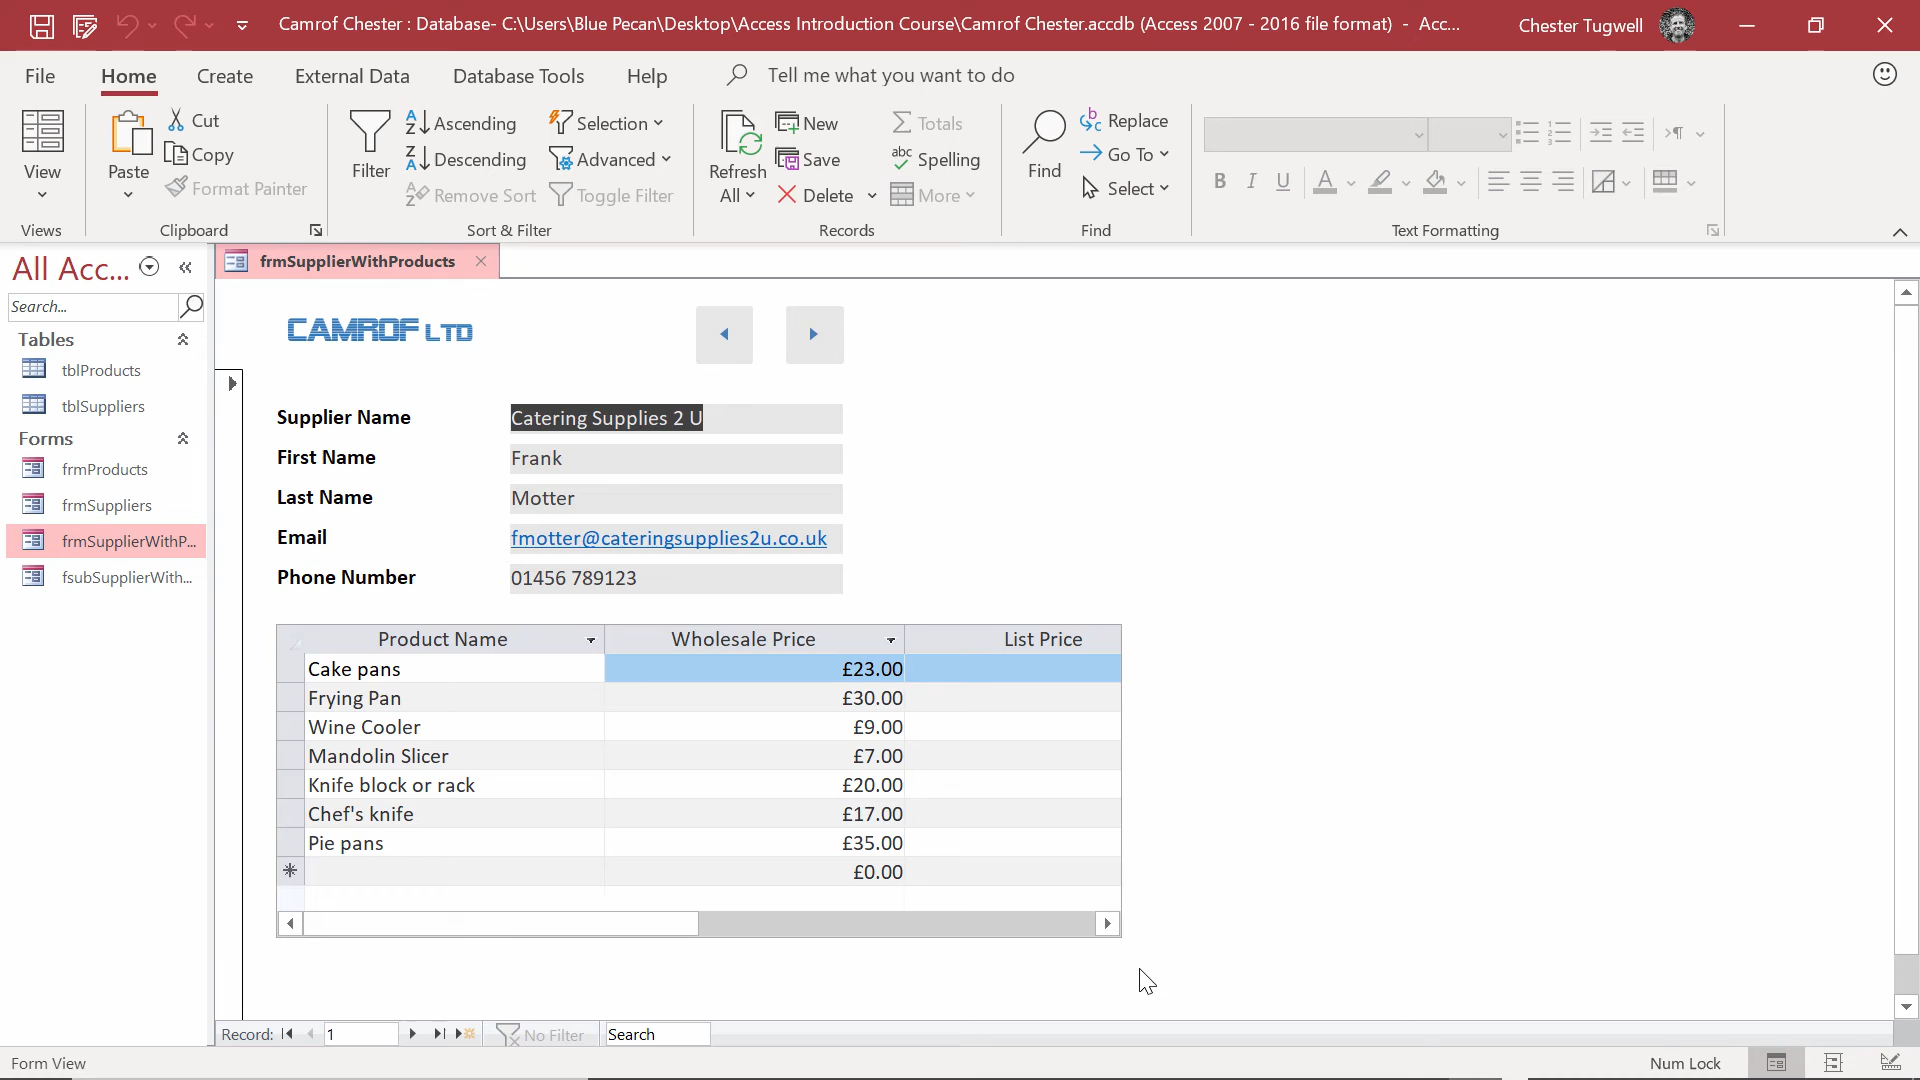 Camrof Chester : Database- C:\Users\Blue Pecan\Desktop\Access Introduction Course\Camrof Chester.accdb (Access 2007 - 2016 file format) - Acc...
Chester Tugwell
File Home Create External Data Database Tools Help Tell me what you want to do
View
Views
Paste
Cut
Copy
Format Painter
Clipboard
Filter
Ascending
Descending
Remove Sort
Selection
Advanced
Toggle Filter
Sort & Filter
Refresh
All
New
Save
Delete
Totals
Spelling
More
Records
Find
Replace
Go To
Select
Find
B I U
Text Formatting
All Acc...
Search...
Tables
tblProducts
tblSuppliers
Forms
frmProducts
frmSuppliers
frmSupplierWithP...
fsubSupplierWith...
frmSupplierWithProducts
CAMROF LTD
Supplier Name Catering Supplies 2 U
First Name Frank
Last Name Motter
Email fmotter@cateringsupplies2u.co.uk
Phone Number 01456 789123
Product Name Wholesale Price List Price
Cake pans £23.00
Frying Pan £30.00
Wine Cooler £9.00
Mandolin Slicer £7.00
Knife block or rack £20.00
Chef's knife £17.00
Pie pans £35.00
£0.00
Record: 1 No Filter Search
Form View
Num Lock